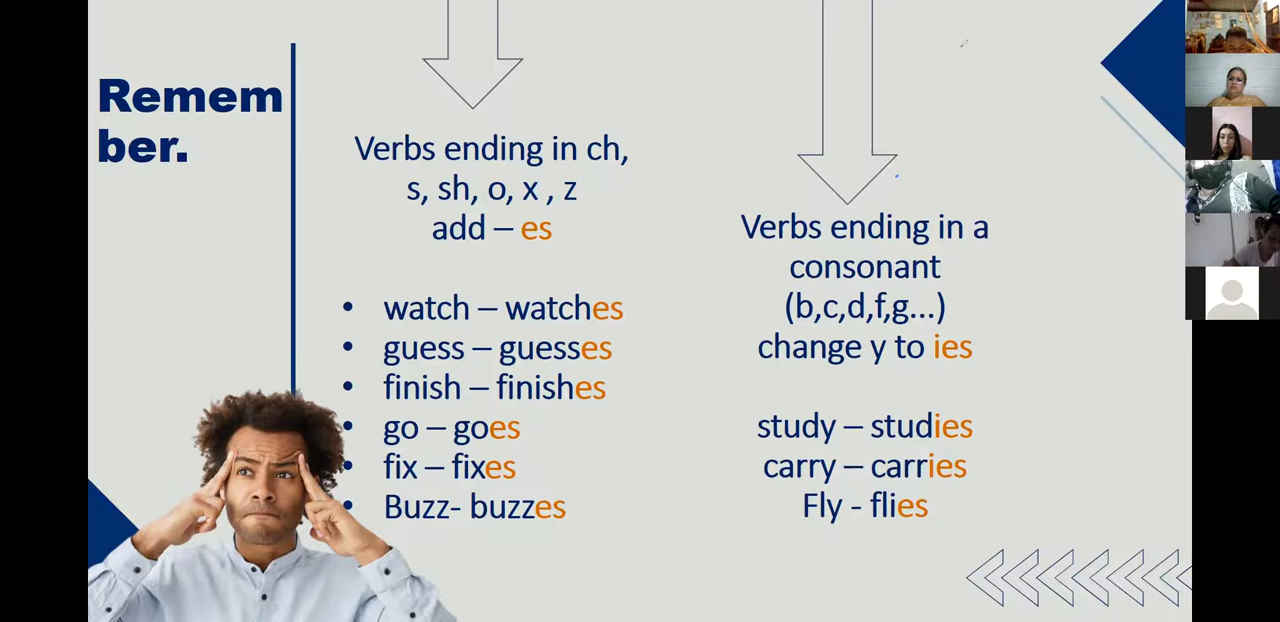 Remem
ber.
Verbs ending in ch,
s, sh, o, x , z
add – es
• watch – watches
• guess – guesses
• finish – finishes
• go – goes
• fix – fixes
• Buzz- buzzes
Verbs ending in a
consonant
(b,c,d,f,g...)
change y to ies
study – studies
carry – carries
Fly - flies